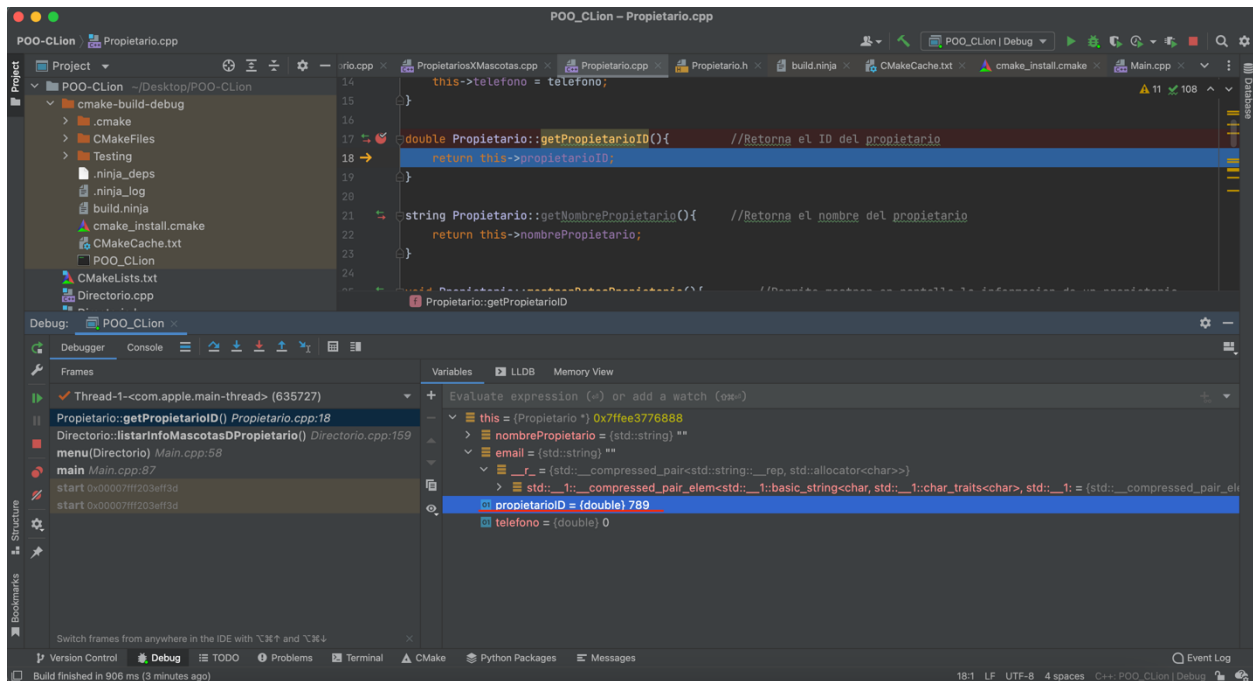 POO_CLion – Propietario.cpp
POO-CLion Propietario.cpp
POO_CLion | Debug
Project
Project
PropietariosXMascotas.cpp
Propietario.cpp
Propietario.h
build.ninja
CMakeCache.txt
cmake_install.cmake
Main.cpp
Database
POO-CLion ~/Desktop/POO-CLion
cmake-build-debug
.cmake
CMakeFiles
Testing
.ninja_deps
.ninja_log
build.ninja
cmake_install.cmake
CMakeCache.txt
POO_CLion
CMakeLists.txt
Directorio.cpp
11 108
14 this->telefono = telefono;
15 }
16
17 double Propietario::getPropietarioID(){ //Retorna el ID del propietario
18 return this->propietarioID;
19 }
20
21 string Propietario::getNombrePropietario(){ //Retorna el nombre del propietario
22 return this->nombrePropietario;
23 }
24
Propietario::getPropietarioID
Debug: POO_CLion
Debugger Console
Frames
Variables LLDB Memory View
Thread-1-<com.apple.main-thread> (635727)
Propietario::getPropietarioID() Propietario.cpp:18
Directorio::listarInfoMascotasDPropietario() Directorio.cpp:159
menu(Directorio) Main.cpp:58
main Main.cpp:87
start 0x00007fff203eff3d
start 0x00007fff203eff3d
Evaluate expression (⏎) or add a watch (⇧⌘⏎)
this = {Propietario *} 0x7ffee3776888
nombrePropietario = {std::string} ""
email = {std::string} ""
__r_ = {std::__compressed_pair<std::string::__rep, std::allocator<char>>}
std::__1::__compressed_pair_elem<std::__1::basic_string<char, std::__1::char_traits<char>, std::__1: = {std::__compressed_pair_ele
propietarioID = {double} 789
telefono = {double} 0
Structure
Bookmarks
Switch frames from anywhere in the IDE with ⌥⌘↑ and ⌥⌘↓
Version Control Debug TODO Problems Terminal CMake Python Packages Messages
Event Log
Build finished in 906 ms (3 minutes ago)
18:1 LF UTF-8 4 spaces C++: POO_CLion | Debug